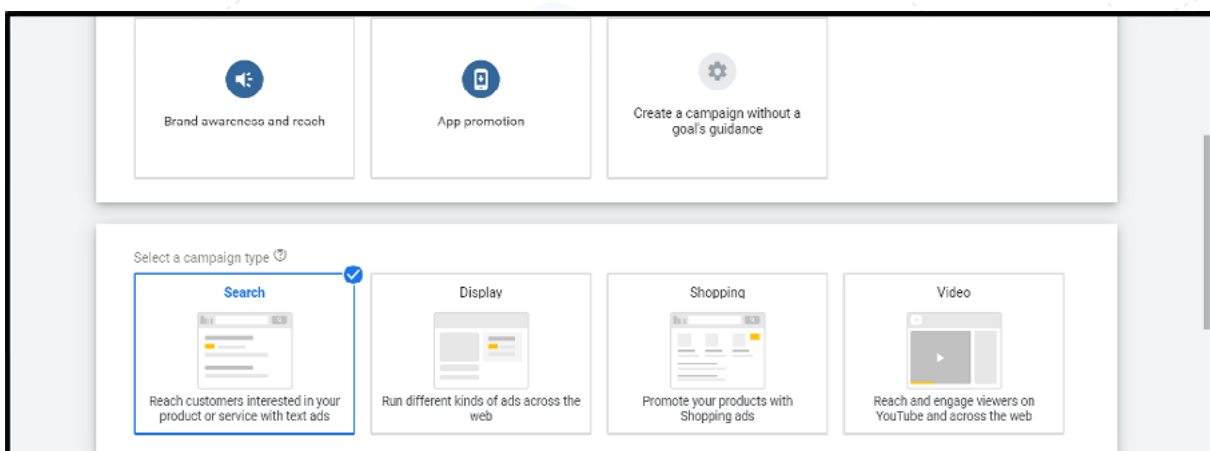 Brand awareness and reach
App promotion
Create a campaign without a
goal's guidance
Select a campaign type
Search
Display
Shopping
Video
Reach customers interested in your
product or service with text ads
Run different kinds of ads across the
web
Promote your products with
Shopping ads
Reach and engage viewers on
YouTube and across the web